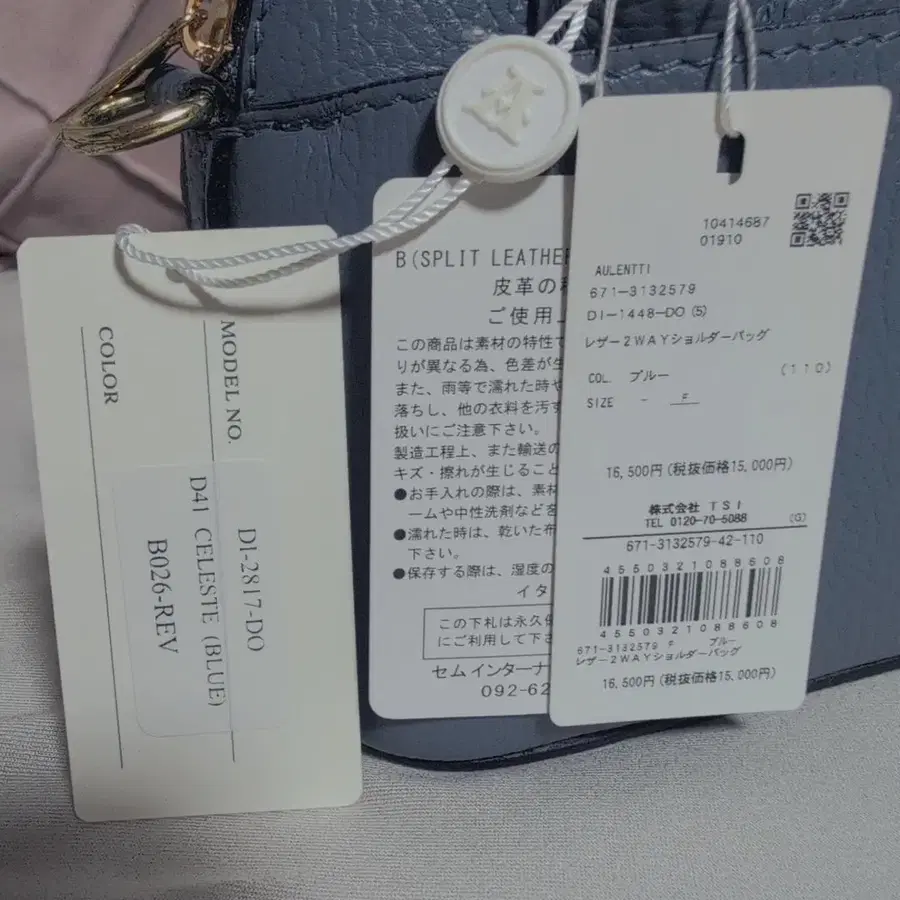 MODEL NO.
DI-2817-DO
COLOR
D41 CELESTE (BLUE)
B026-REV
B(SPLIT LEATHER
皮革の
ご使用上
この商品は素材の特性で
りが異なる為、色差が生
また、雨等で濡れた時や
落ちし、他の衣料を汚す
扱いにご注意下さい。
製造工程上、また輸送の
キズ・擦れが生じること
●お手入れの際は、素材
ームや中性洗剤などを
●濡れた時は、乾いた布
下さい。
●保存する際は、湿度の
イタ
この下札は永久保
にご利用して下さ
セムインターナ
092-62
10414687
01910
AULENTTI
671-3132579
DI-1448-DO (5)
レザー2WAYショルダーバッグ
COL. ブルー (110)
SIZE - F
16,500円(税抜価格15,000円)
株式会社 TSI
TEL 0120-70-5088 (G)
671-3132579-42-110
4550321088608
4550321088608
671-3132579 F ブルー
レザー2WAYショルダーバッグ
16,500円(税抜価格15,000円)